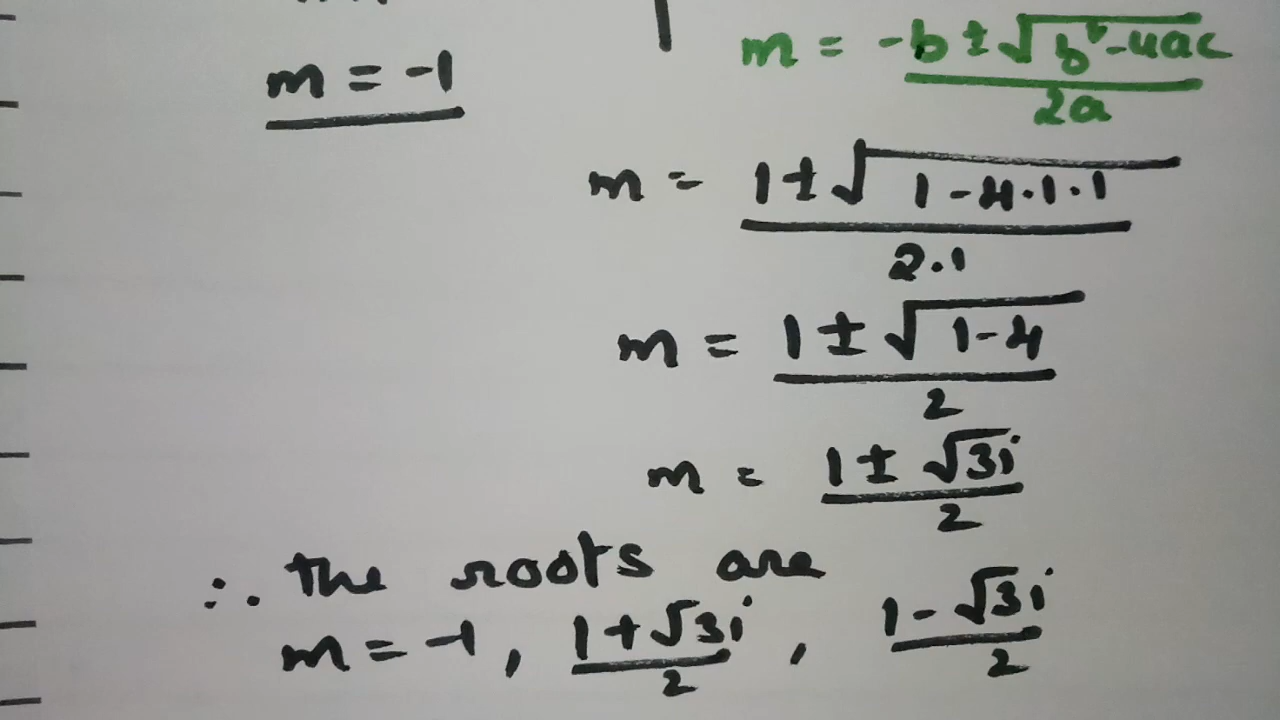 m = -1
m = -b ± √b²-4ac
2a
m = 1 ± √1-4·1·1
2·1
m = 1 ± √1-4
2
m = 1 ± √3i
2
∴ the roots are
m = -1, 1+√3i/2, 1-√3i/2